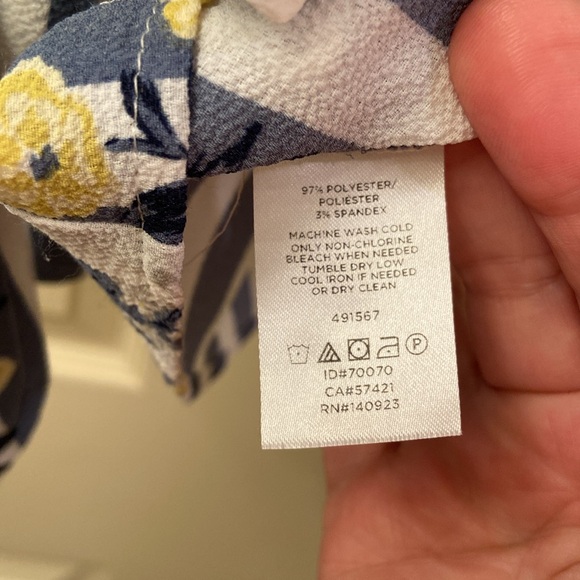 97% POLYESTER/
POLIÉSTER
3% SPANDEX
MACHINE WASH COLD
ONLY NON-CHLORINE
BLEACH WHEN NEEDED
TUMBLE DRY LOW
COOL IRON IF NEEDED
OR DRY CLEAN
491567
P
ID#70070
CA#57421
RN#140923